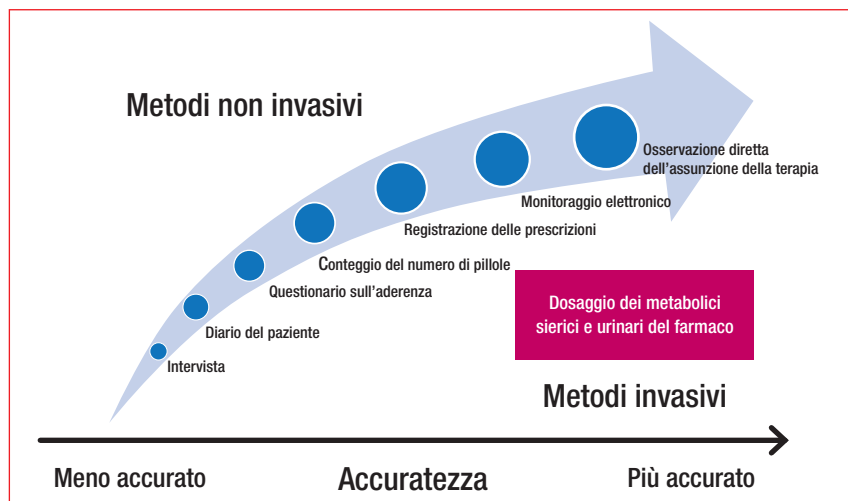 Metodi non invasivi
Osservazione diretta
dell'assunzione della terapia
Monitoraggio elettronico
Registrazione delle prescrizioni
Conteggio del numero di pillole
Questionario sull'aderenza
Diario del paziente
Intervista
Dosaggio dei metabolici
sierici e urinari del farmaco
Metodi invasivi
Meno accurato
Accuratezza
Più accurato